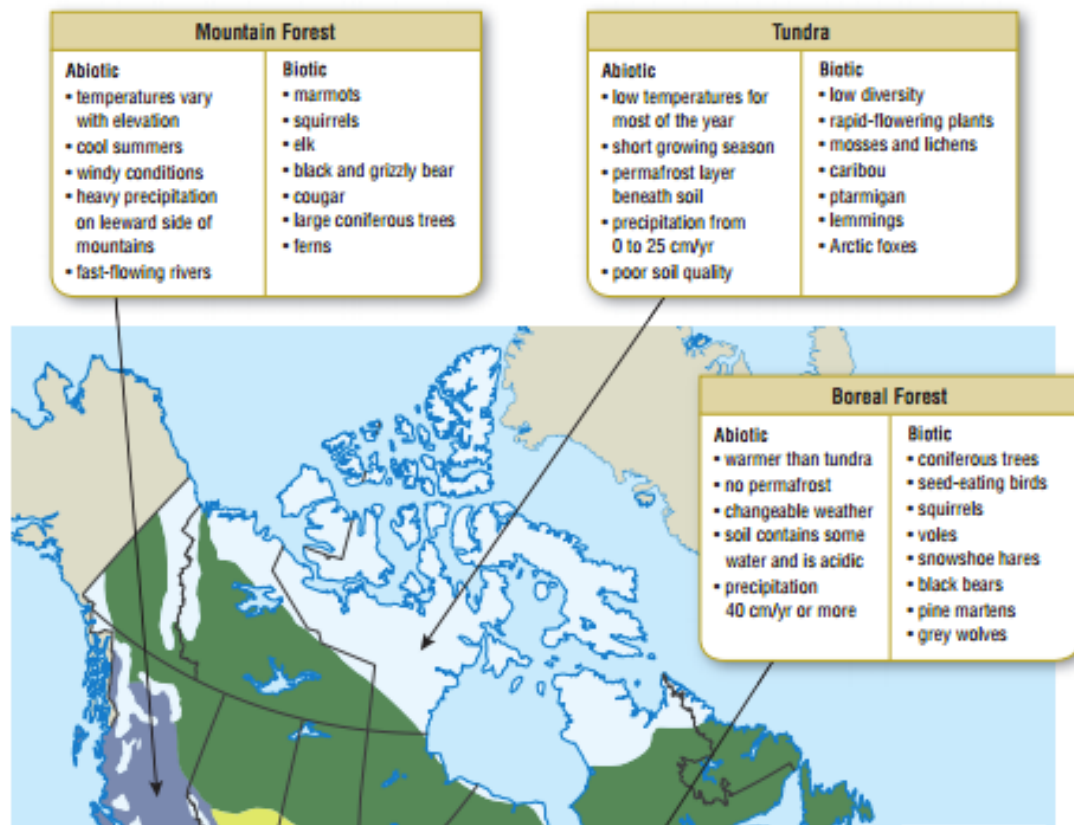 Mountain Forest
Abiotic
• temperatures vary
with elevation
• cool summers
• windy conditions
• heavy precipitation
on leeward side of
mountains
• fast-flowing rivers
Biotic
• marmots
• squirrels
• elk
• black and grizzly bear
• cougar
• large coniferous trees
• ferns
Tundra
Abiotic
• low temperatures for
most of the year
• short growing season
• permafrost layer
beneath soil
• precipitation from
0 to 25 cm/yr
• poor soil quality
Biotic
• low diversity
• rapid-flowering plants
• mosses and lichens
• caribou
• ptarmigan
• lemmings
• Arctic foxes
Boreal Forest
Abiotic
• warmer than tundra
• no permafrost
• changeable weather
• soil contains some
water and is acidic
• precipitation
40 cm/yr or more
Biotic
• coniferous trees
• seed-eating birds
• squirrels
• voles
• snowshoe hares
• black bears
• pine martens
• grey wolves